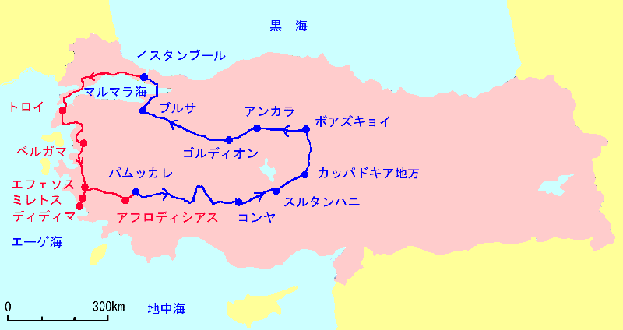 黒 海
イスタンブール
マルマラ海
トロイ
ブルサ
アンカラ
ボアズキョイ
ゴルディオン
ベルガマ
パムッカレ
カッパドキア地方
エフェソス
ミレトス
スルタンハニ
ディディマ
アフロディシアス
コンヤ
エーゲ海
0 300km
地中海